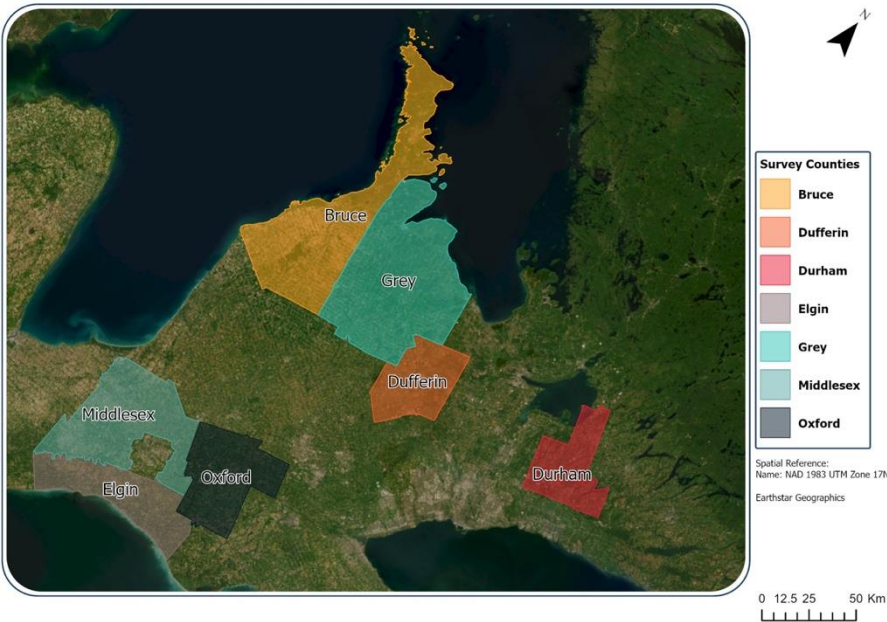 N
Bruce
Grey
Dufferin
Middlesex
Elgin
Oxford
Durham
Survey Counties
Bruce
Dufferin
Durham
Elgin
Grey
Middlesex
Oxford
Spatial Reference:
Name: NAD 1983 UTM Zone 17N
Earthstar Geographics
0 12.5 25 50 Km